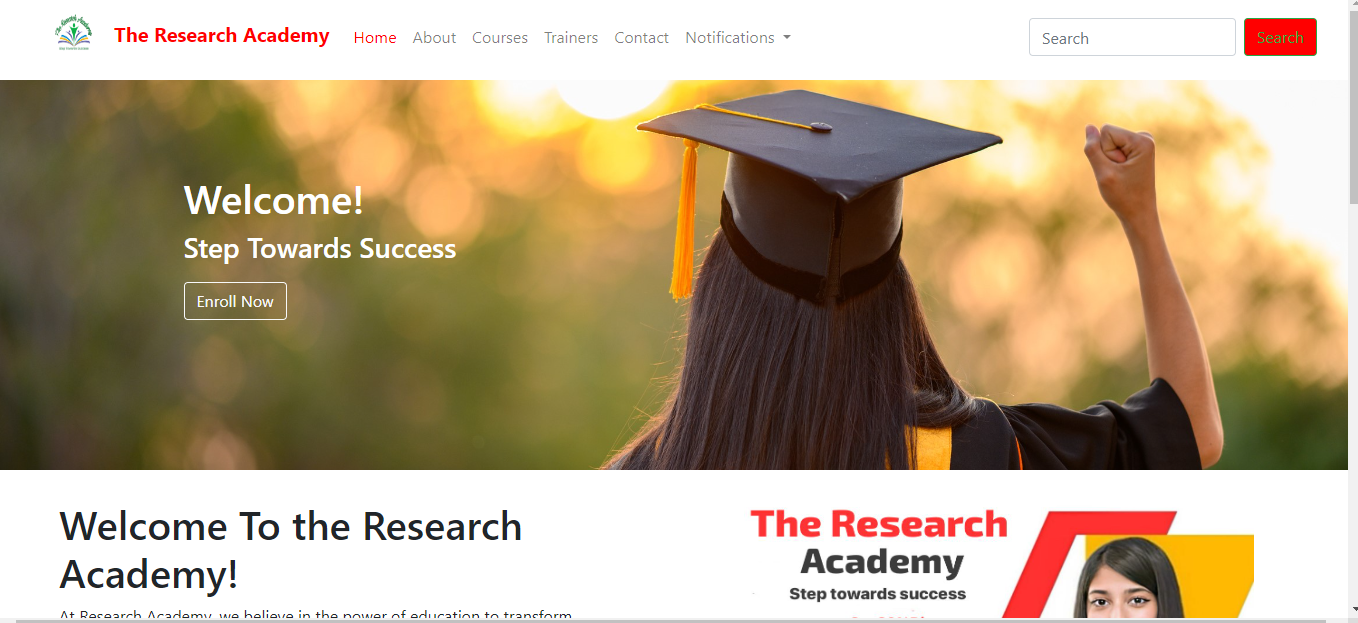 The Research Academy
Home About Courses Trainers Contact Notifications
Search
Search
Welcome!
Step Towards Success
Enroll Now
Welcome To the Research
Academy!
At Research Academy, we believe in the power of education to transform
The Research
Academy
Step towards success